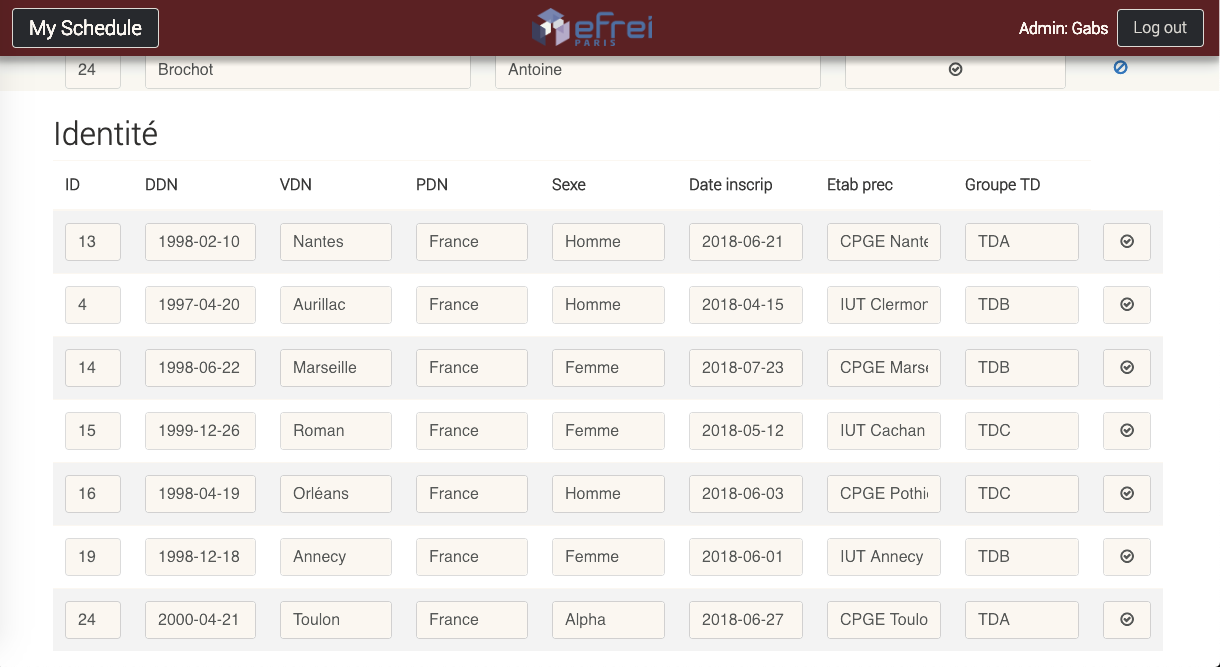 My Schedule
efrei
PARIS
Admin: Gabs
Log out
24 Brochot Antoine
Identité
ID DDN VDN PDN Sexe Date inscrip Etab prec Groupe TD
13 1998-02-10 Nantes France Homme 2018-06-21 CPGE Nante TDA
4 1997-04-20 Aurillac France Homme 2018-04-15 IUT Clermor TDB
14 1998-06-22 Marseille France Femme 2018-07-23 CPGE Marse TDB
15 1999-12-26 Roman France Femme 2018-05-12 IUT Cachan TDC
16 1998-04-19 Orléans France Homme 2018-06-03 CPGE Pothi TDC
19 1998-12-18 Annecy France Femme 2018-06-01 IUT Annecy TDB
24 2000-04-21 Toulon France Alpha 2018-06-27 CPGE Toulo TDA